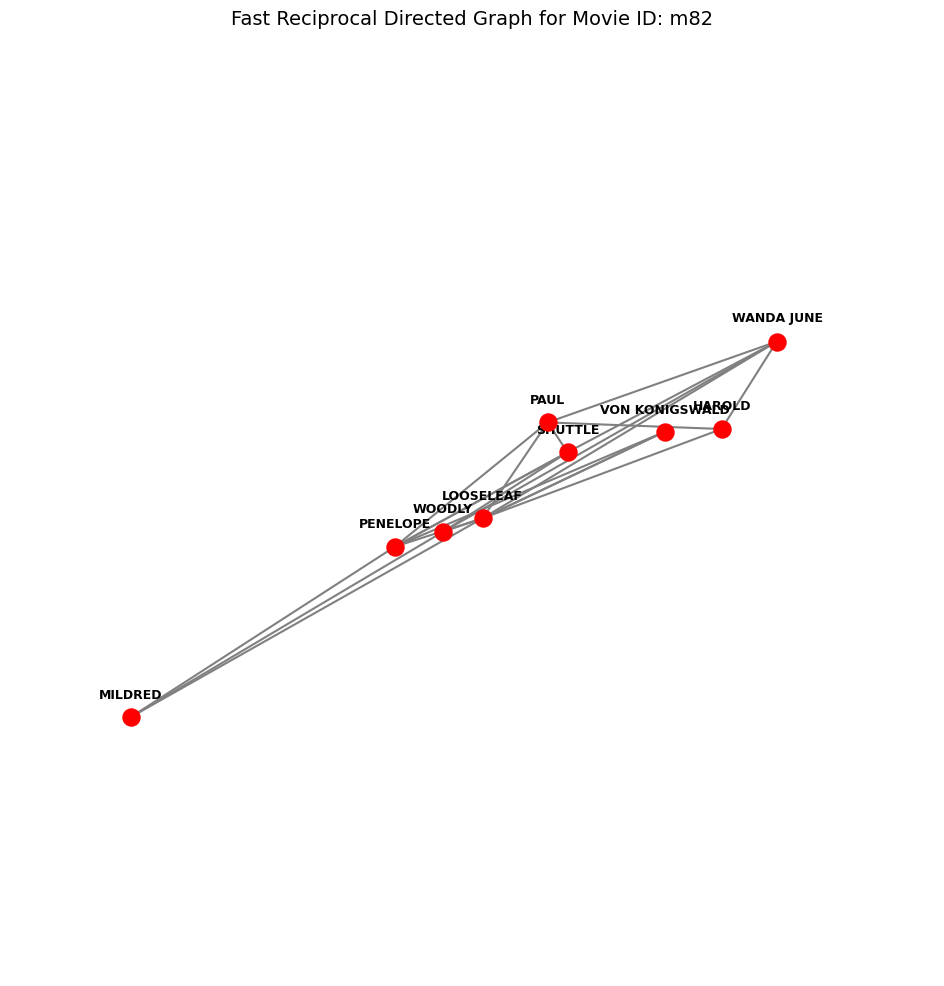 Fast Reciprocal Directed Graph for Movie ID: m82
WANDA JUNE
PAUL
VON KONIGSWALD
HAROLD
SHUTTLE
LOOSELEAF
WOODLY
PENELOPE
MILDRED